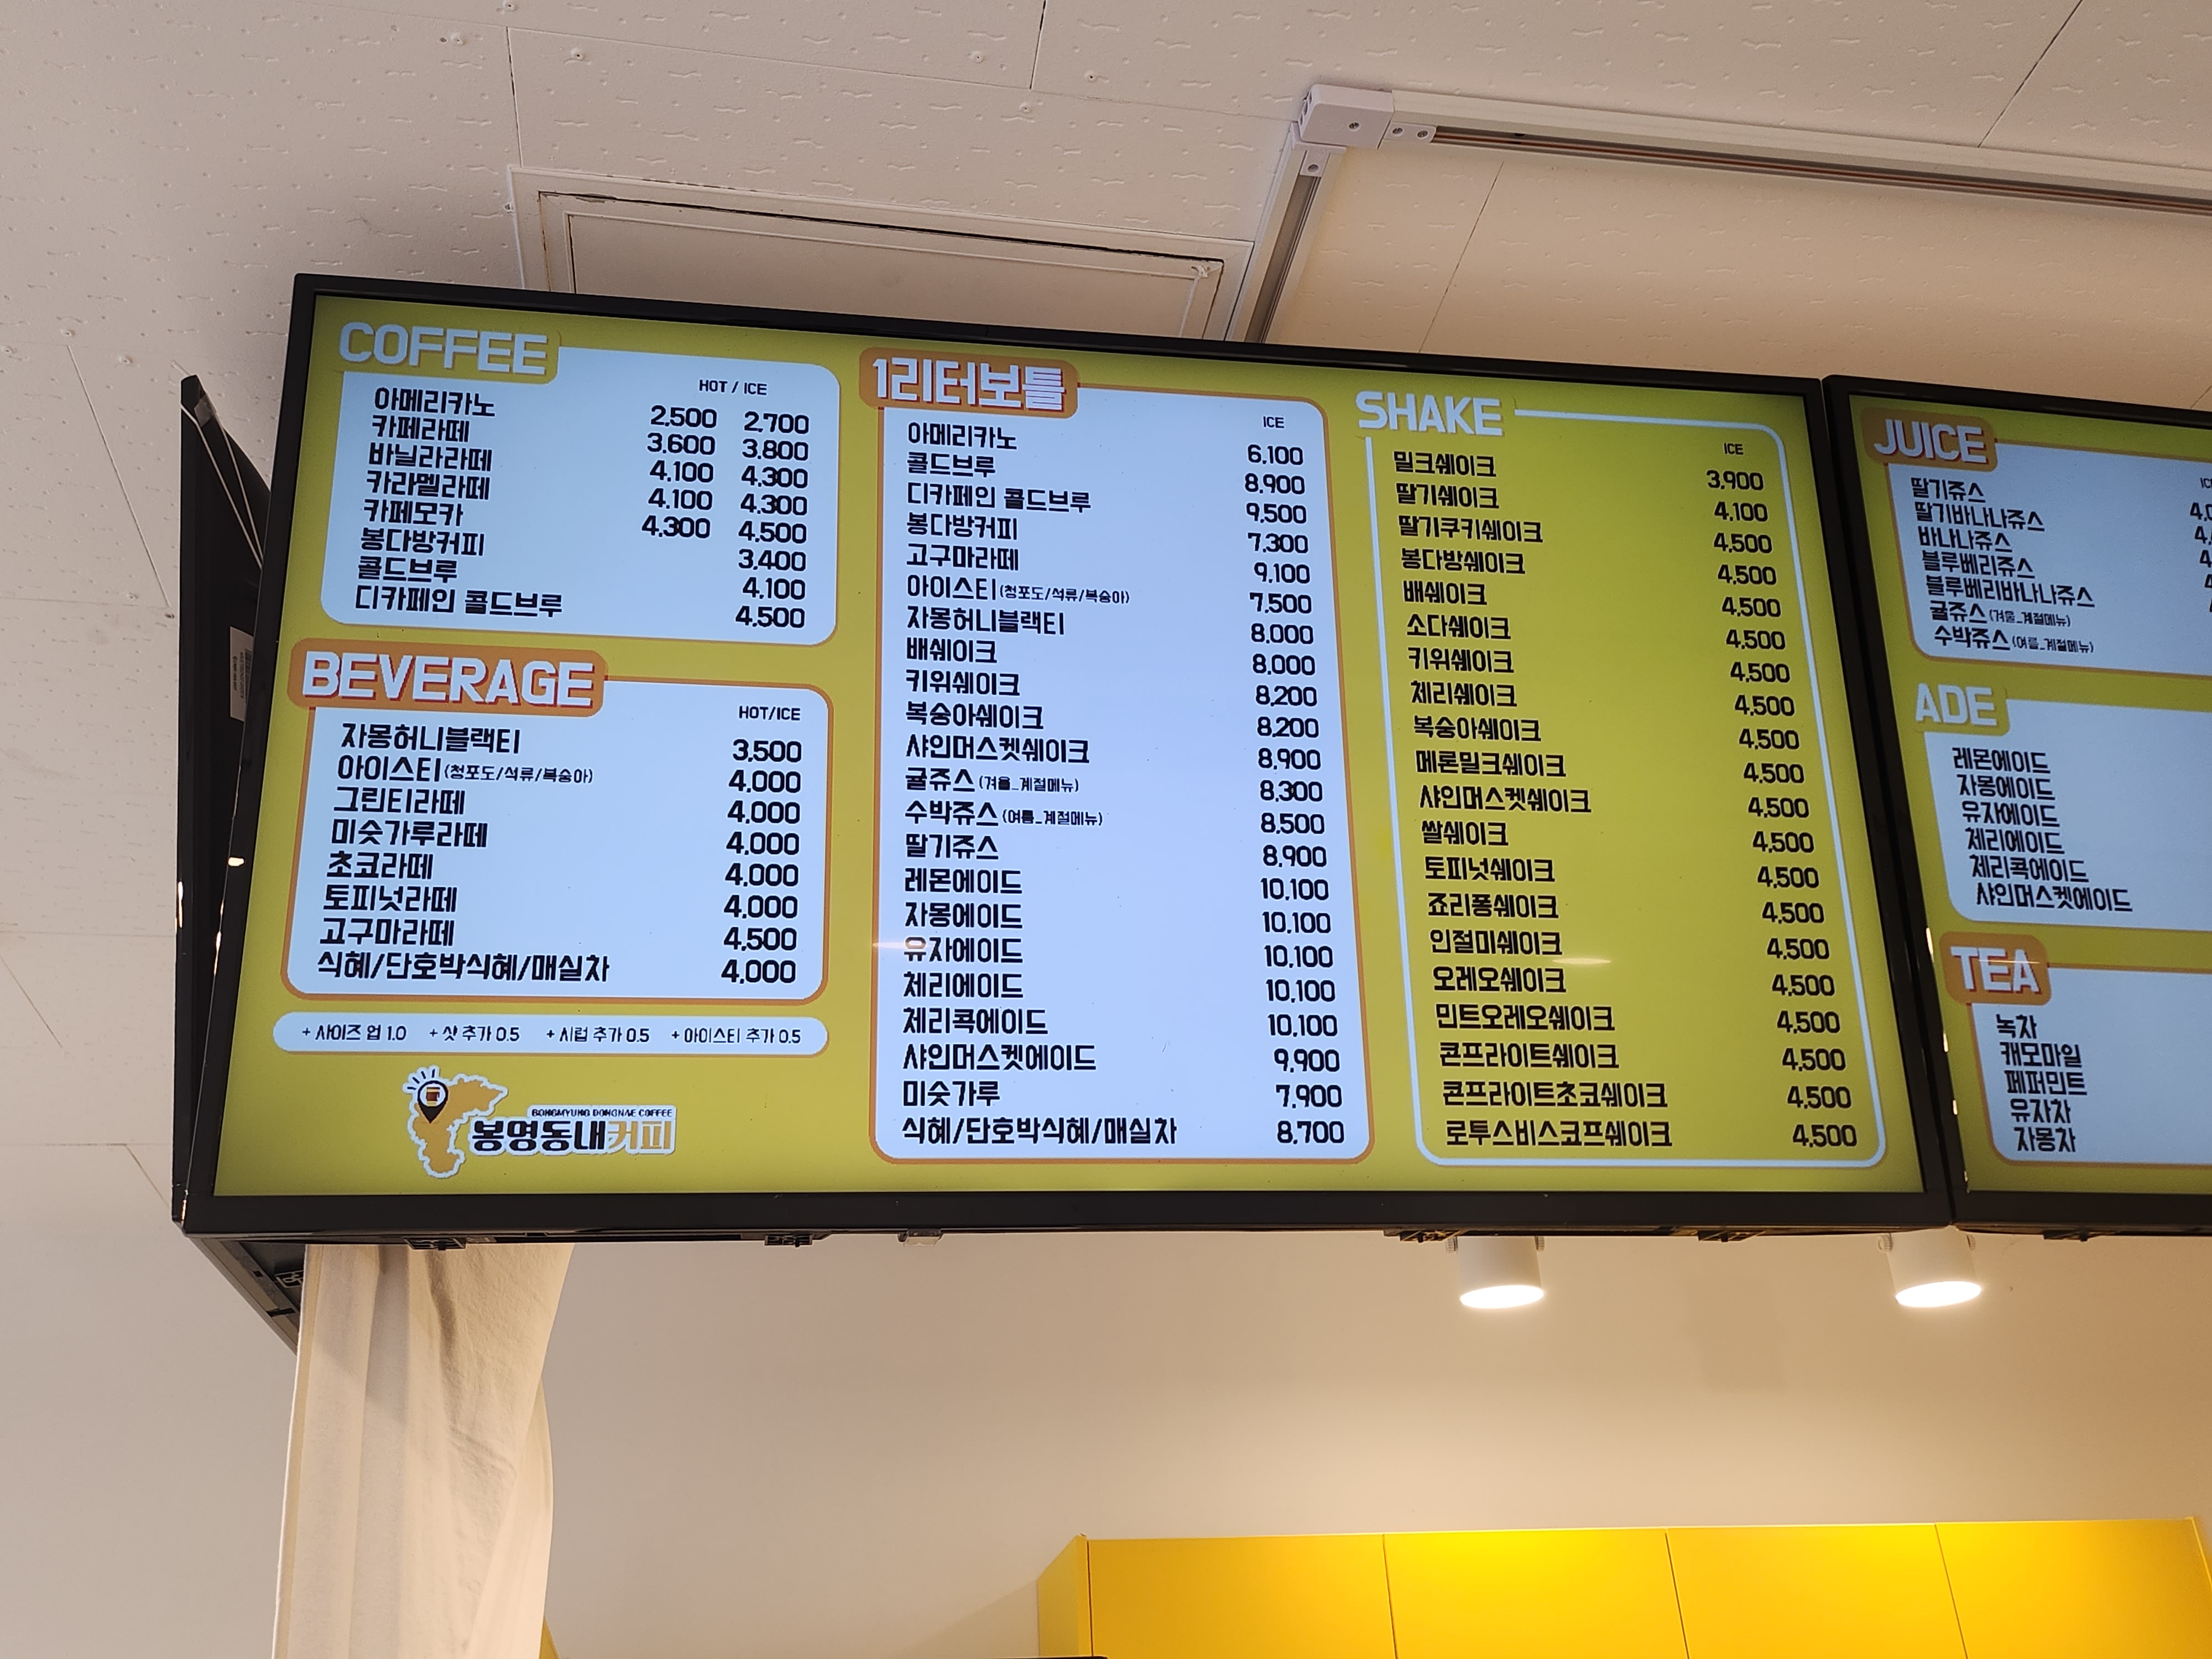 COFFEE
HOT / ICE
아메리카노 2,500 2,700
카페라떼 3,600 3,800
바닐라라떼 4,100 4,300
카라멜라떼 4,100 4,300
카페모카 4,300 4,500
봉다방커피 3,400
콜드브루 4,100
디카페인 콜드브루 4,500
BEVERAGE
HOT/ICE
자몽허니블랙티 3,500
아이스티 (청포도/석류/복숭아) 4,000
그린티라떼 4,000
미숫가루라떼 4,000
초코라떼 4,000
토피넛라떼 4,000
고구마라떼 4,500
식혜/단호박식혜/매실차 4,000
+ 사이즈 업 1.0 + 샷 추가 0.5 + 시럽 추가 0.5 + 아이스티 추가 0.5
BONGMYUNG DONGNAE COFFEE
봉명동내커피
1리터보틀
ICE
아메리카노 6,100
콜드브루 8,900
디카페인 콜드브루 9,500
봉다방커피 7,300
고구마라떼 9,100
아이스티 (청포도/석류/복숭아) 7,500
자몽허니블랙티 8,000
배쉐이크 8,000
키위쉐이크 8,200
복숭아쉐이크 8,200
샤인머스켓쉐이크 8,900
귤쥬스 (겨울_계절메뉴) 8,300
수박쥬스 (여름_계절메뉴) 8,500
딸기쥬스 8,900
레몬에이드 10,100
자몽에이드 10,100
유자에이드 10,100
체리에이드 10,100
체리콕에이드 10,100
샤인머스켓에이드 9,900
미숫가루 7,900
식혜/단호박식혜/매실차 8,700
SHAKE
ICE
밀크쉐이크 3,900
딸기쉐이크 4,100
딸기쿠키쉐이크 4,500
봉다방쉐이크 4,500
배쉐이크 4,500
소다쉐이크 4,500
키위쉐이크 4,500
체리쉐이크 4,500
복숭아쉐이크 4,500
메론밀크쉐이크 4,500
샤인머스켓쉐이크 4,500
쌀쉐이크 4,500
토피넛쉐이크 4,500
죠리퐁쉐이크 4,500
인절미쉐이크 4,500
오레오쉐이크 4,500
민트오레오쉐이크 4,500
콘프라이트쉐이크 4,500
콘프라이트초코쉐이크 4,500
로투스비스코프쉐이크 4,500
JUICE
딸기쥬스
딸기바나나쥬스
바나나쥬스
블루베리쥬스
블루베리바나나쥬스
귤쥬스 (겨울_계절메뉴)
수박쥬스 (여름_계절메뉴)
ADE
레몬에이드
자몽에이드
유자에이드
체리에이드
체리콕에이드
샤인머스켓에이드
TEA
녹차
캐모마일
페퍼민트
유자차
자몽차